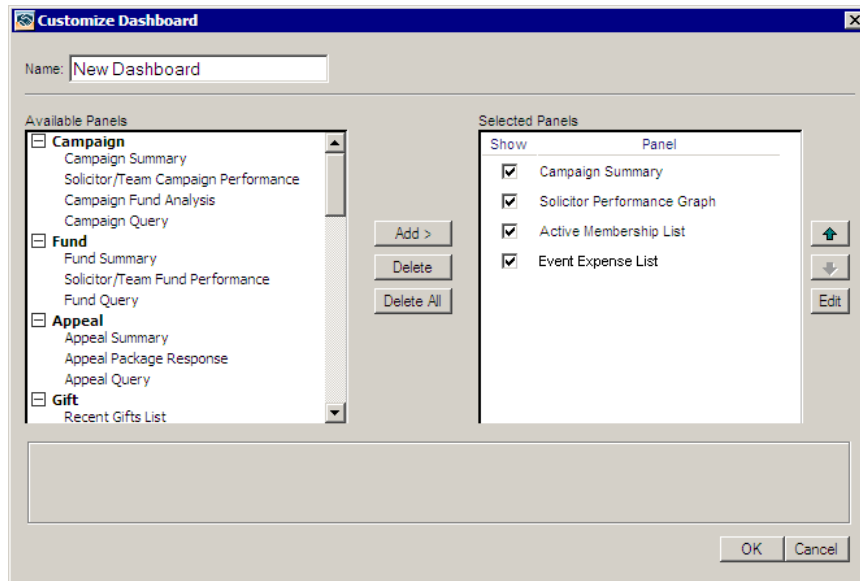 Customize Dashboard
Name: New Dashboard
Available Panels
Campaign
Campaign Summary
Solicitor/Team Campaign Performance
Campaign Fund Analysis
Campaign Query
Fund
Fund Summary
Solicitor/Team Fund Performance
Fund Query
Appeal
Appeal Summary
Appeal Package Response
Appeal Query
Gift
Recent Gifts List
Add >
Delete
Delete All
Selected Panels
Show Panel
Campaign Summary
Solicitor Performance Graph
Active Membership List
Event Expense List
Edit
OK Cancel